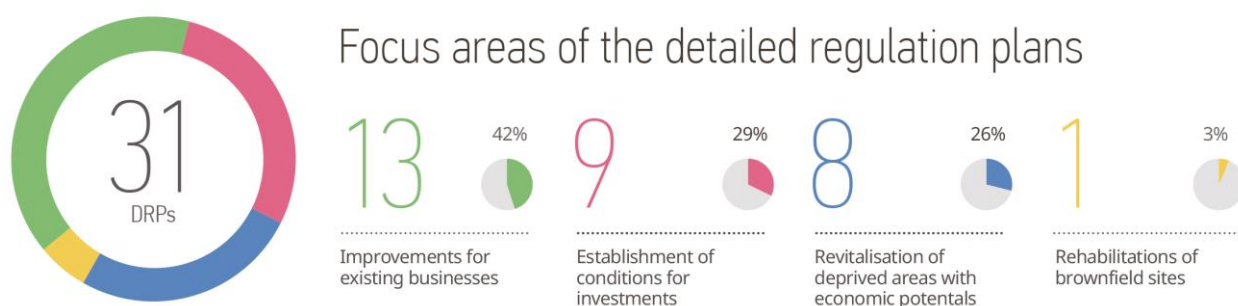 31
DRPs
Focus areas of the detailed regulation plans
13
42%
Improvements for
existing businesses
9
29%
Establishment of
conditions for
investments
8
26%
Revitalisation of
deprived areas with
economic potentals
1
3%
Rehabilitations of
brownfield sites